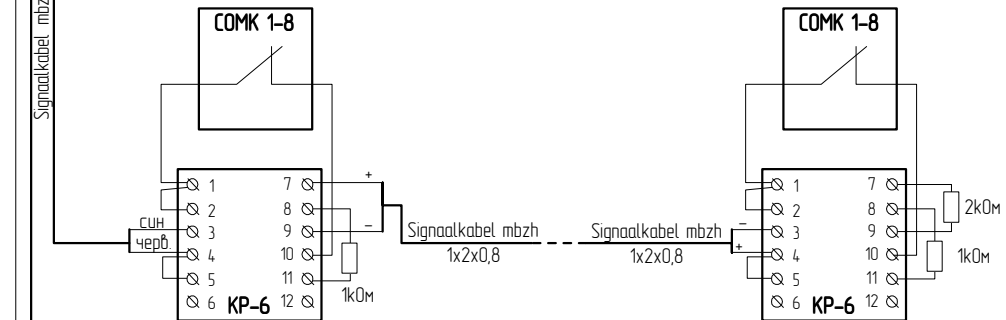 Signaalkabel mbz
COMK 1-8
COMK 1-8
1 7
2 8
3 9
4 10
5 11
6 КР-6 12
+
-
син
черв.
1кОм
Signaalkabel mbzh
1x2x0,8
Signaalkabel mbzh
1x2x0,8
-
+
1 7
2 8
3 9
4 10
5 11
6 КР-6 12
2кОм
1кОм